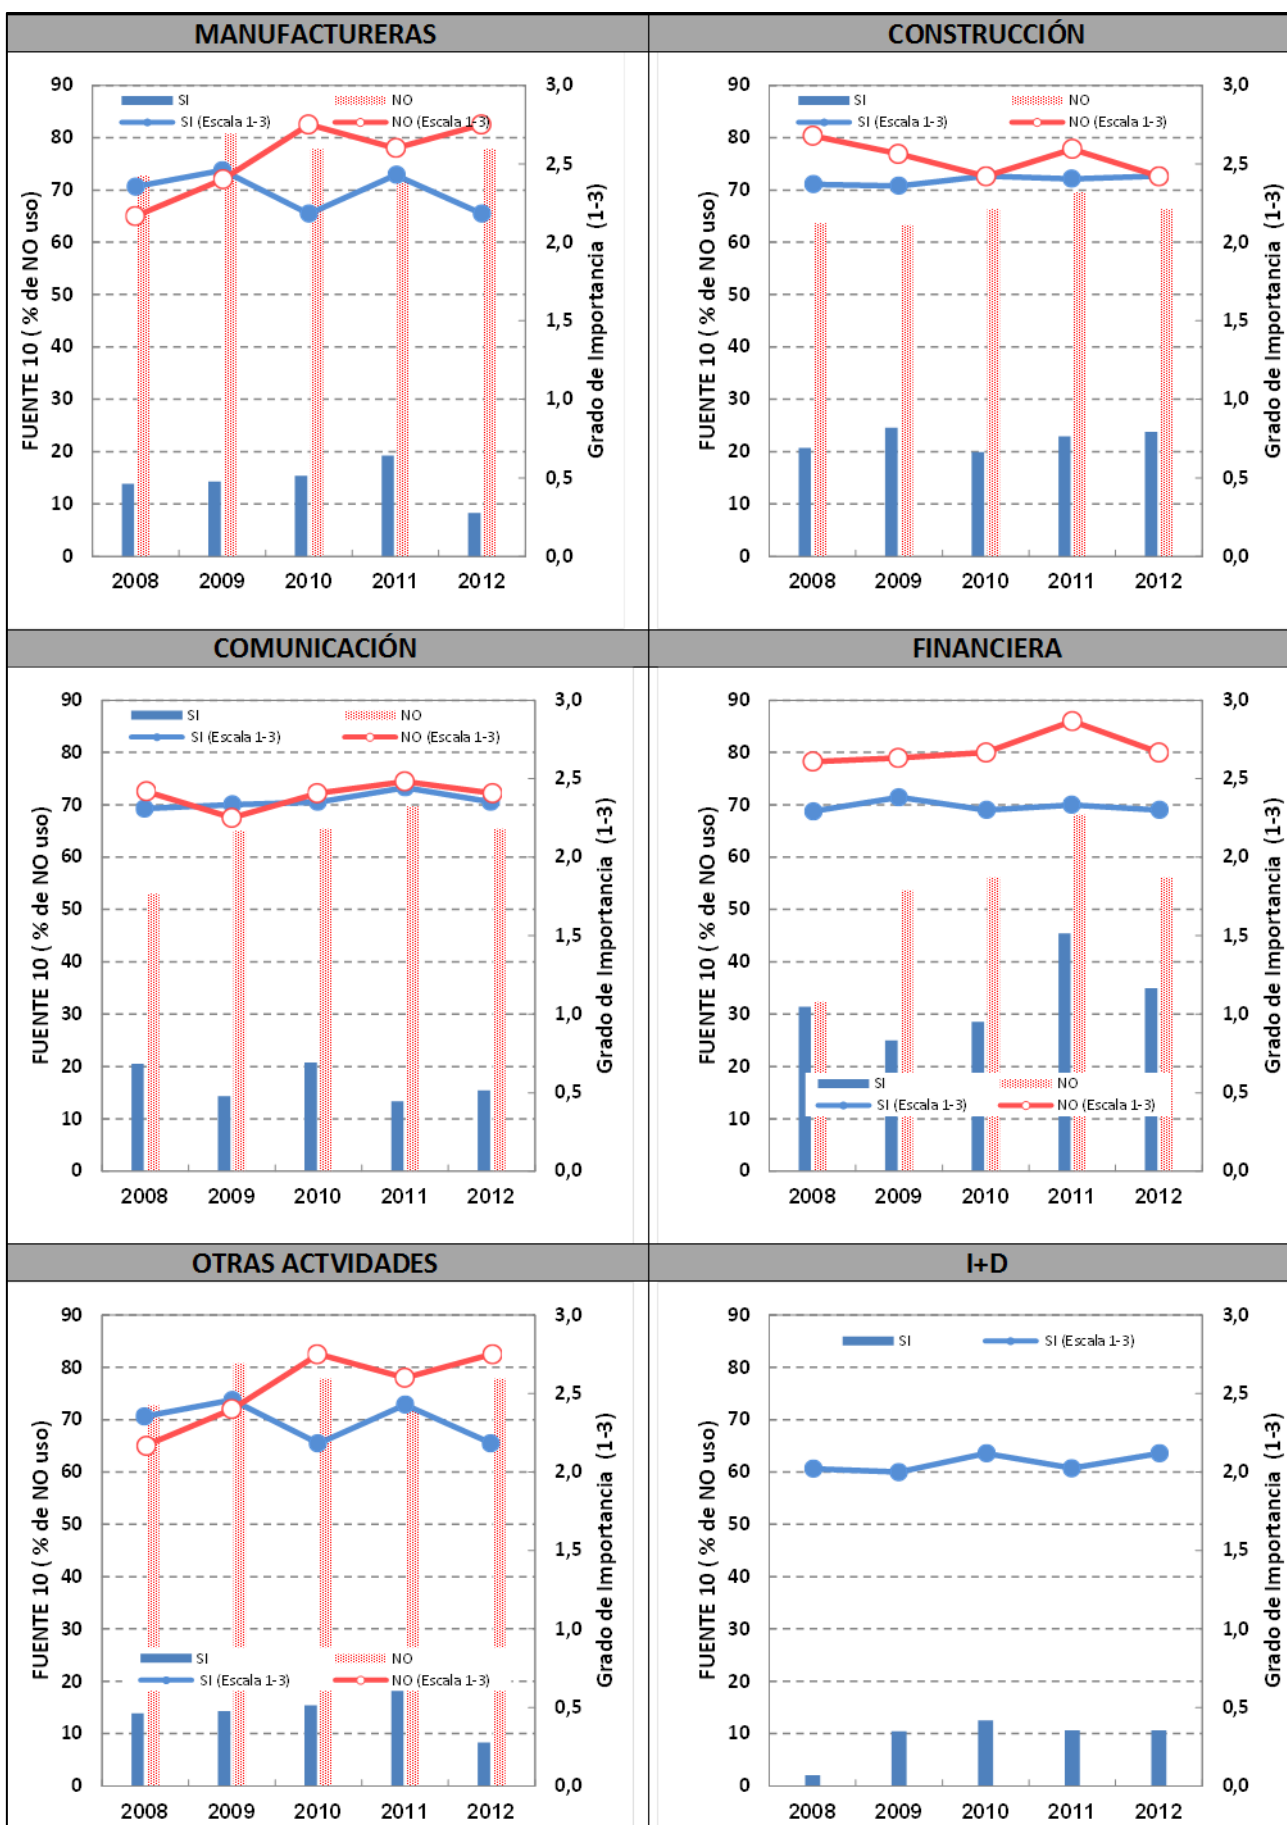 MANUFACTURERAS
CONSTRUCCIÓN
FUENTE 10 ( % de NO uso)
90
80
70
60
50
40
30
20
10
0
SI
NO
SI (Escala 1-3)
NO (Escala 1-3)
3,0
2,5
2,0
1,5
1,0
0,5
0,0
Grado de Importancia (1-3)
2008 2009 2010 2011 2012
FUENTE 10 ( % de NO uso)
90
80
70
60
50
40
30
20
10
0
SI
NO
SI (Escala 1-3)
NO (Escala 1-3)
3,0
2,5
2,0
1,5
1,0
0,5
0,0
Grado de Importancia (1-3)
2008 2009 2010 2011 2012
COMUNICACIÓN
FINANCIERA
FUENTE 10 ( % de NO uso)
90
80
70
60
50
40
30
20
10
0
SI
NO
SI (Escala 1-3)
NO (Escala 1-3)
3,0
2,5
2,0
1,5
1,0
0,5
0,0
Grado de Importancia (1-3)
2008 2009 2010 2011 2012
FUENTE 10 ( % de NO uso)
90
80
70
60
50
40
30
20
10
0
SI
NO
SI (Escala 1-3)
NO (Escala 1-3)
3,0
2,5
2,0
1,5
1,0
0,5
0,0
Grado de Importancia (1-3)
2008 2009 2010 2011 2012
OTRAS ACTVIDADES
I+D
FUENTE 10 ( % de NO uso)
90
80
70
60
50
40
30
20
10
0
SI
NO
SI (Escala 1-3)
NO (Escala 1-3)
3,0
2,5
2,0
1,5
1,0
0,5
0,0
Grado de Importancia (1-3)
2008 2009 2010 2011 2012
FUENTE 10 ( % de NO uso)
90
80
70
60
50
40
30
20
10
0
SI
SI (Escala 1-3)
3,0
2,5
2,0
1,5
1,0
0,5
0,0
Grado de Importancia (1-3)
2008 2009 2010 2011 2012